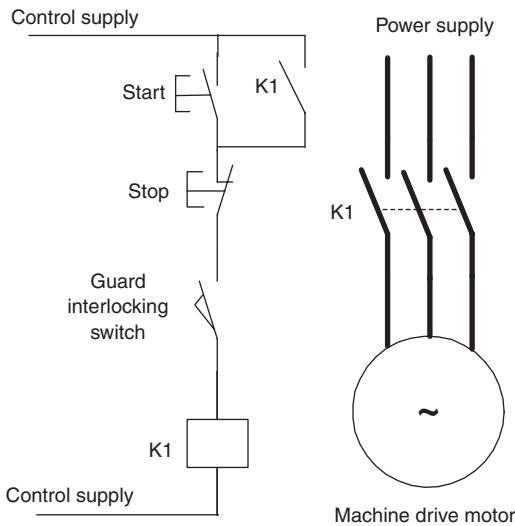 Control supply
Power supply
Start
K1
Stop
K1
Guard
interlocking
switch
~
K1
Control supply
Machine drive motor